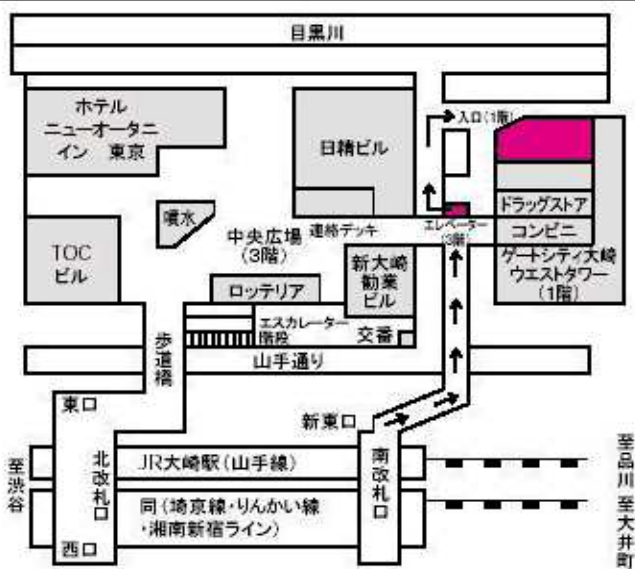 目黒川
ホテル
ニューオータニ
イン 東京
日精ビル
入口(1階)
ドラッグストア
コンビニ
ゲートシティ大崎
ウエストタワー
(1階)
噴水
中央広場
(3階)
連絡デッキ
エレベーター
(3階)
TOC
ビル
新大崎
勧業
ビル
ロッテリア
エスカレーター
階段
交番
歩道橋
山手通り
東口
新東口
北改札口
JR大崎駅(山手線)
南改札口
同(埼京線・りんかい線
・湘南新宿ライン)
西口
至渋谷
至品川
至大井町